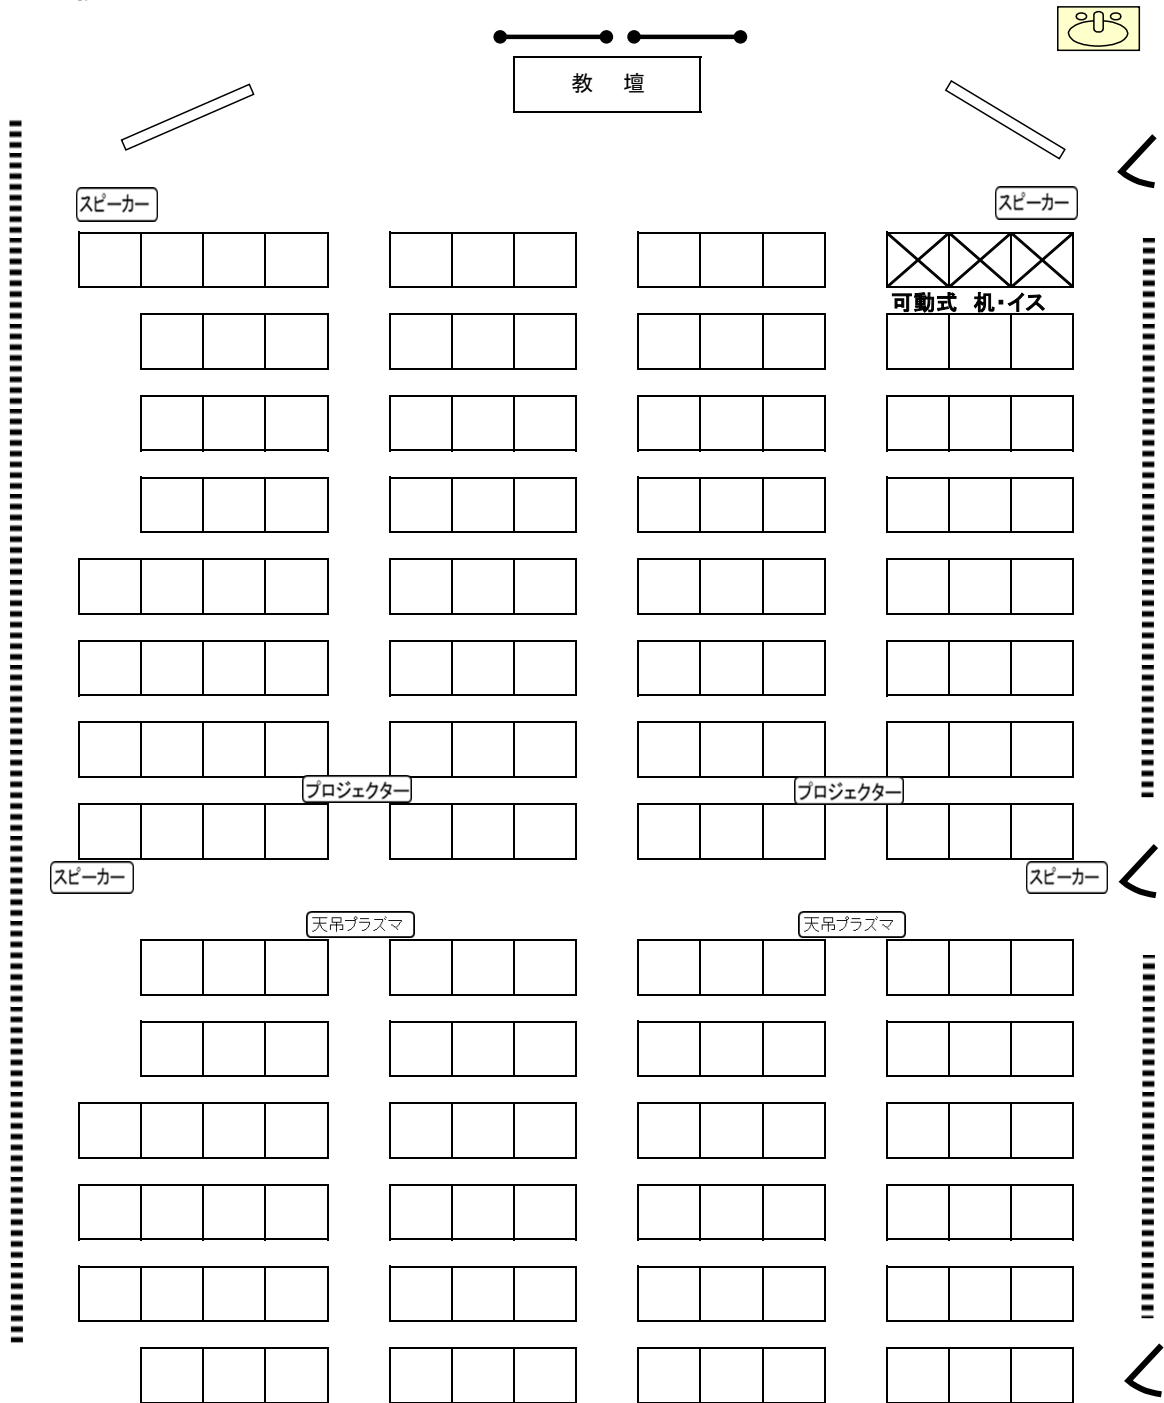 教 壇
スピーカー
スピーカー
可動式 机・イス
プロジェクター
プロジェクター
スピーカー
スピーカー
天吊プラズマ
天吊プラズマ